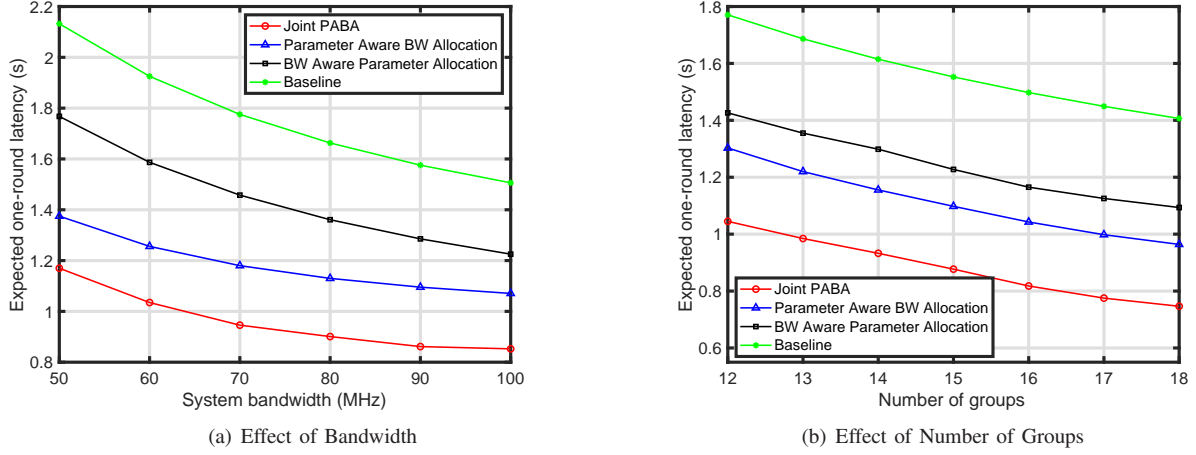 Expected one-round latency (s)
2.2
2
1.8
1.6
1.4
1.2
1
0.8
Joint PABA
Parameter Aware BW Allocation
BW Aware Parameter Allocation
Baseline
50 60 70 80 90 100
System bandwidth (MHz)
(a) Effect of Bandwidth
Expected one-round latency (s)
1.8
1.6
1.4
1.2
1
0.8
0.6
Joint PABA
Parameter Aware BW Allocation
BW Aware Parameter Allocation
Baseline
12 13 14 15 16 17 18
Number of groups
(b) Effect of Number of Groups